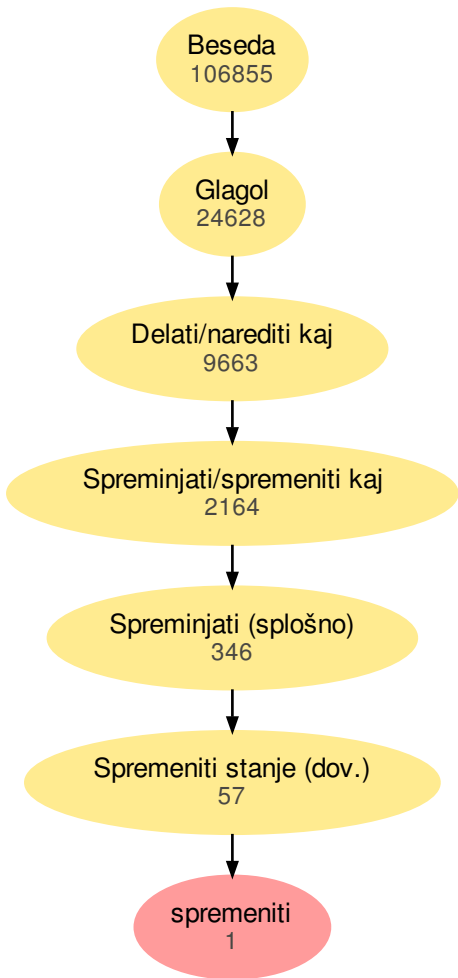 Beseda
106855
Glagol
24628
Delati/narediti kaj
9663
Spreminjati/spremeniti kaj
2164
Spreminjati (splošno)
346
Spremeniti stanje (dov.)
57
spremeniti
1